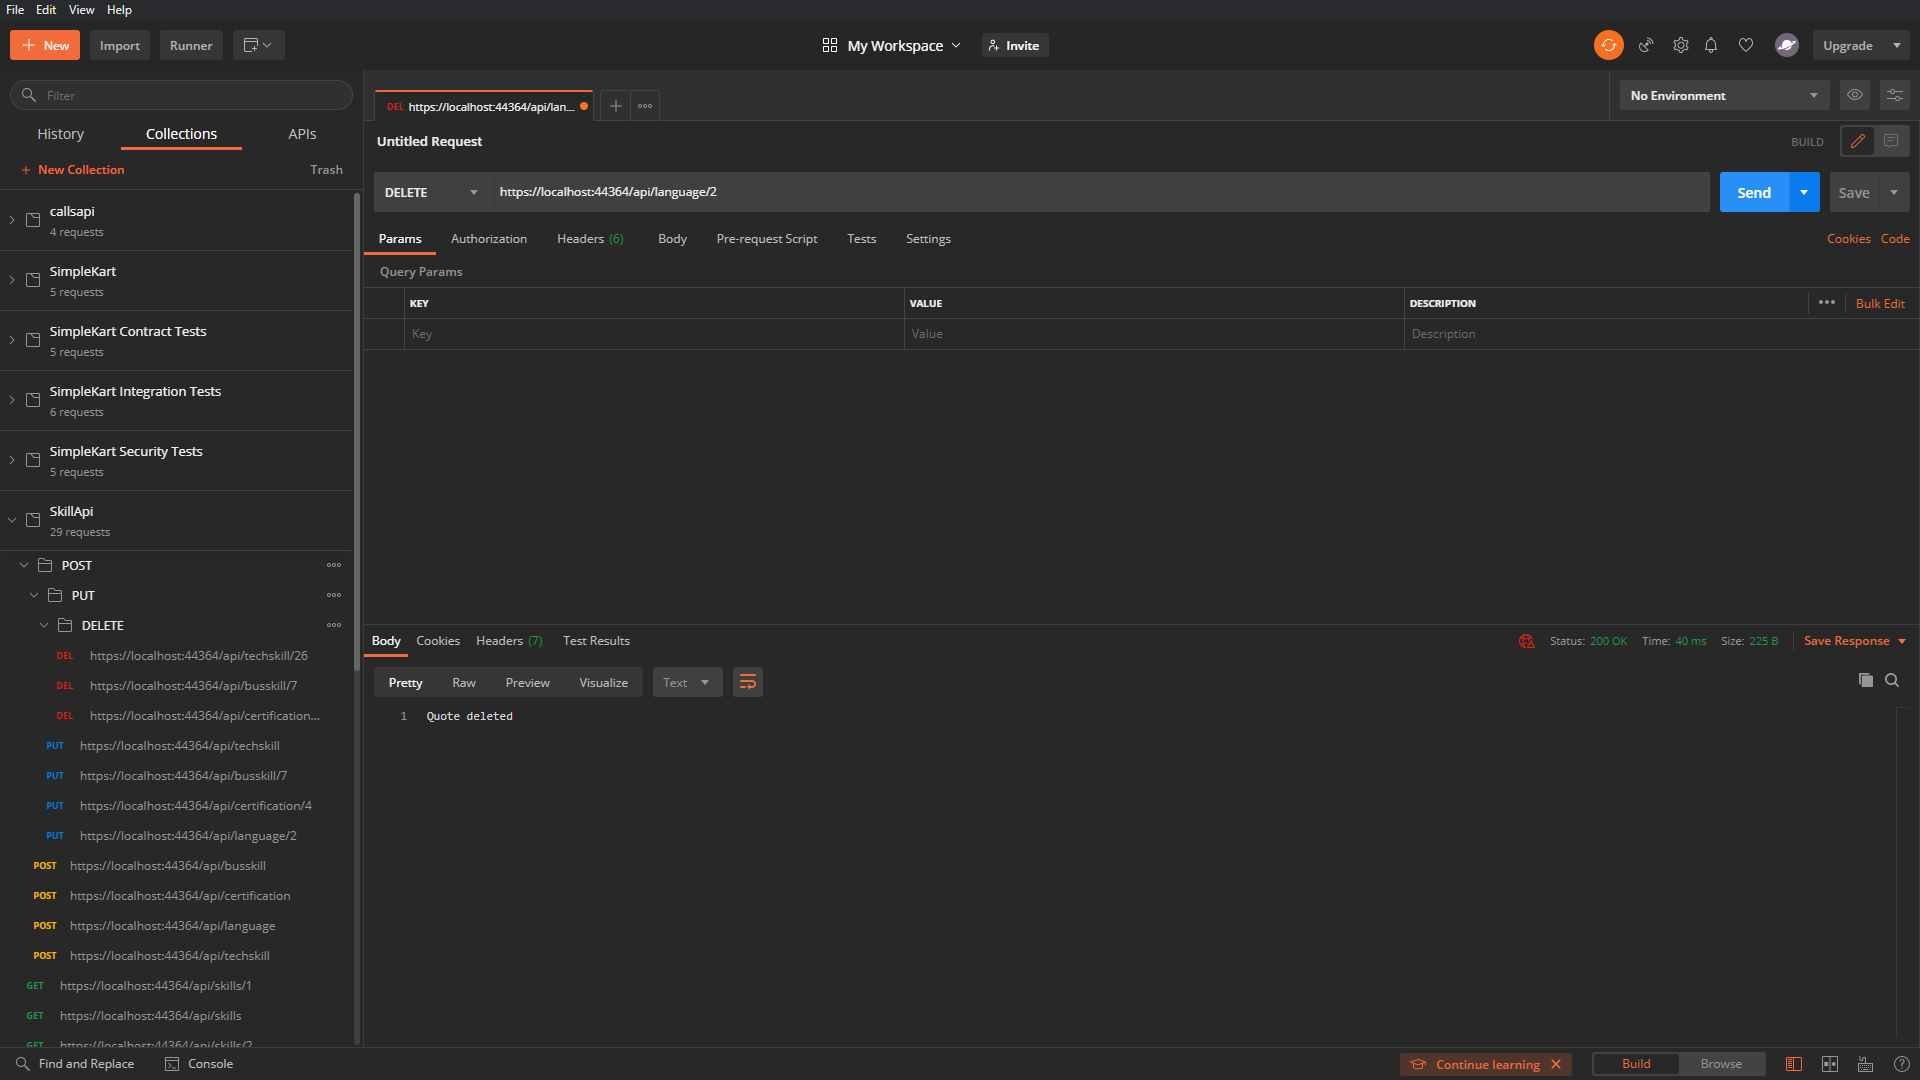 File Edit View Help
New Import Runner My Workspace Invite Upgrade
Filter
History Collections APIs
New Collection Trash
callsapi
4 requests
SimpleKart
5 requests
SimpleKart Contract Tests
5 requests
SimpleKart Integration Tests
6 requests
SimpleKart Security Tests
5 requests
SkillApi
29 requests
POST
PUT
DELETE
DEL https://localhost:44364/api/techskill/26
DEL https://localhost:44364/api/busskill/7
DEL https://localhost:44364/api/certification...
PUT https://localhost:44364/api/techskill
PUT https://localhost:44364/api/busskill/7
PUT https://localhost:44364/api/certification/4
PUT https://localhost:44364/api/language/2
POST https://localhost:44364/api/busskill
POST https://localhost:44364/api/certification
POST https://localhost:44364/api/language
POST https://localhost:44364/api/techskill
GET https://localhost:44364/api/skills/1
GET https://localhost:44364/api/skills
GET https://localhost:44364/api/skills/2
DEL https://localhost:44364/api/lan...
No Environment
Untitled Request BUILD
DELETE https://localhost:44364/api/language/2 Send Save
Params Authorization Headers (6) Body Pre-request Script Tests Settings Cookies Code
Query Params
KEY VALUE DESCRIPTION Bulk Edit
Key Value Description
Body Cookies Headers (7) Test Results Status: 200 OK Time: 40 ms Size: 225 B Save Response
Pretty Raw Preview Visualize Text
1 Quote deleted
Find and Replace Console Continue learning Build Browse